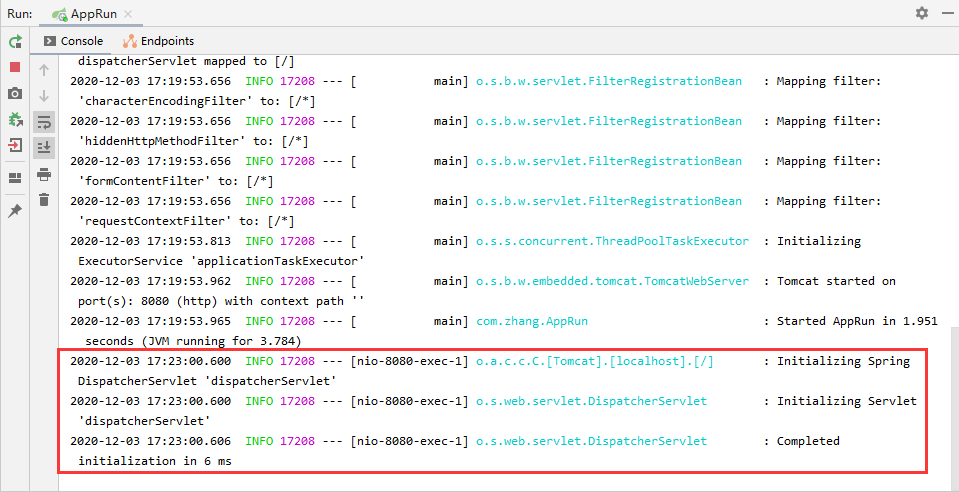 Run: AppRun
Console Endpoints
dispatcherServlet mapped to [/]
2020-12-03 17:19:53.656  INFO 17208 --- [           main] o.s.b.w.servlet.FilterRegistrationBean   : Mapping filter:
'characterEncodingFilter' to: [/*]
2020-12-03 17:19:53.656  INFO 17208 --- [           main] o.s.b.w.servlet.FilterRegistrationBean   : Mapping filter:
'hiddenHttpMethodFilter' to: [/*]
2020-12-03 17:19:53.656  INFO 17208 --- [           main] o.s.b.w.servlet.FilterRegistrationBean   : Mapping filter:
'formContentFilter' to: [/*]
2020-12-03 17:19:53.656  INFO 17208 --- [           main] o.s.b.w.servlet.FilterRegistrationBean   : Mapping filter:
'requestContextFilter' to: [/*]
2020-12-03 17:19:53.813  INFO 17208 --- [           main] o.s.s.concurrent.ThreadPoolTaskExecutor  : Initializing
ExecutorService 'applicationTaskExecutor'
2020-12-03 17:19:53.962  INFO 17208 --- [           main] o.s.b.w.embedded.tomcat.TomcatWebServer  : Tomcat started on
port(s): 8080 (http) with context path ''
2020-12-03 17:19:53.965  INFO 17208 --- [           main] com.zhang.AppRun                         : Started AppRun in 1.951
seconds (JVM running for 3.784)
2020-12-03 17:23:00.600  INFO 17208 --- [nio-8080-exec-1] o.a.c.c.C.[Tomcat].[localhost].[/]       : Initializing Spring
DispatcherServlet 'dispatcherServlet'
2020-12-03 17:23:00.600  INFO 17208 --- [nio-8080-exec-1] o.s.web.servlet.DispatcherServlet        : Initializing Servlet
'dispatcherServlet'
2020-12-03 17:23:00.606  INFO 17208 --- [nio-8080-exec-1] o.s.web.servlet.DispatcherServlet        : Completed
initialization in 6 ms